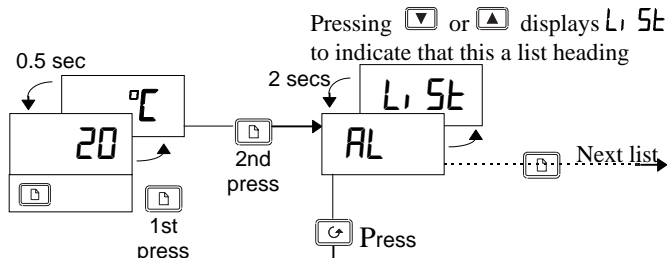 Pressing ▼ or ▲ displays Li St
to indicate that this a list heading
0.5 sec
2 secs
°C
Li St
20
AL
2nd
press
Next list
1st
press
Press